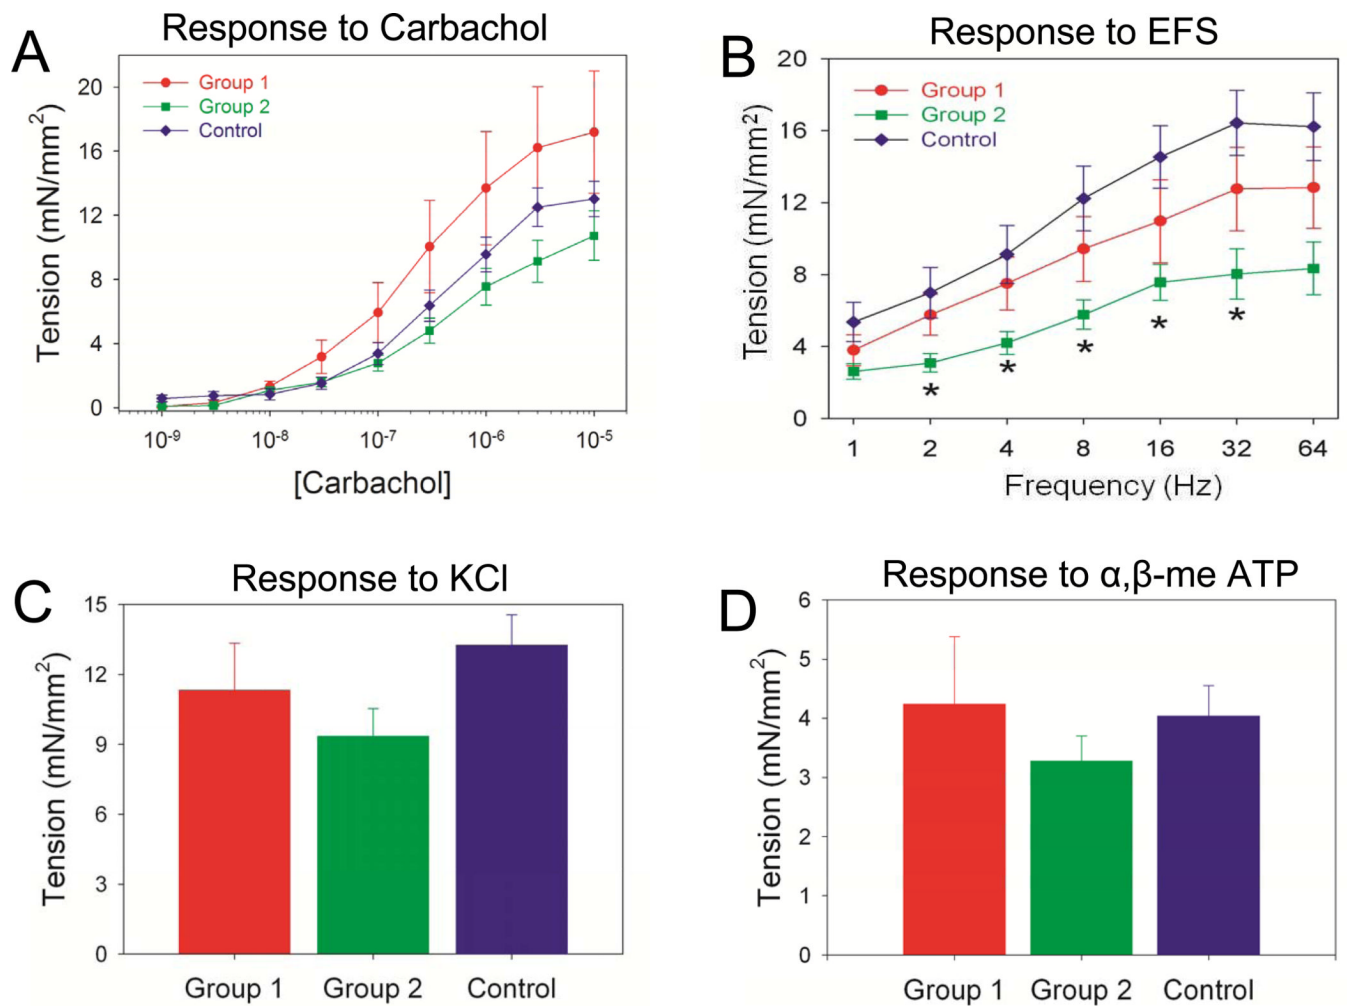 A
Response to Carbachol
Tension (mN/mm²)
20
16
12
8
4
0
Group 1
Group 2
Control
10⁻⁹
10⁻⁸
10⁻⁷
10⁻⁶
10⁻⁵
[Carbachol]
B
Response to EFS
Tension (mN/mm²)
20
16
12
8
4
0
Group 1
Group 2
Control
*
*
*
*
*
1
2
4
8
16
32
64
Frequency (Hz)
C
Response to KCl
Tension (mN/mm²)
15
12
9
6
3
0
Group 1
Group 2
Control
D
Response to α,β-me ATP
Tension (mN/mm²)
6
5
4
3
2
1
0
Group 1
Group 2
Control